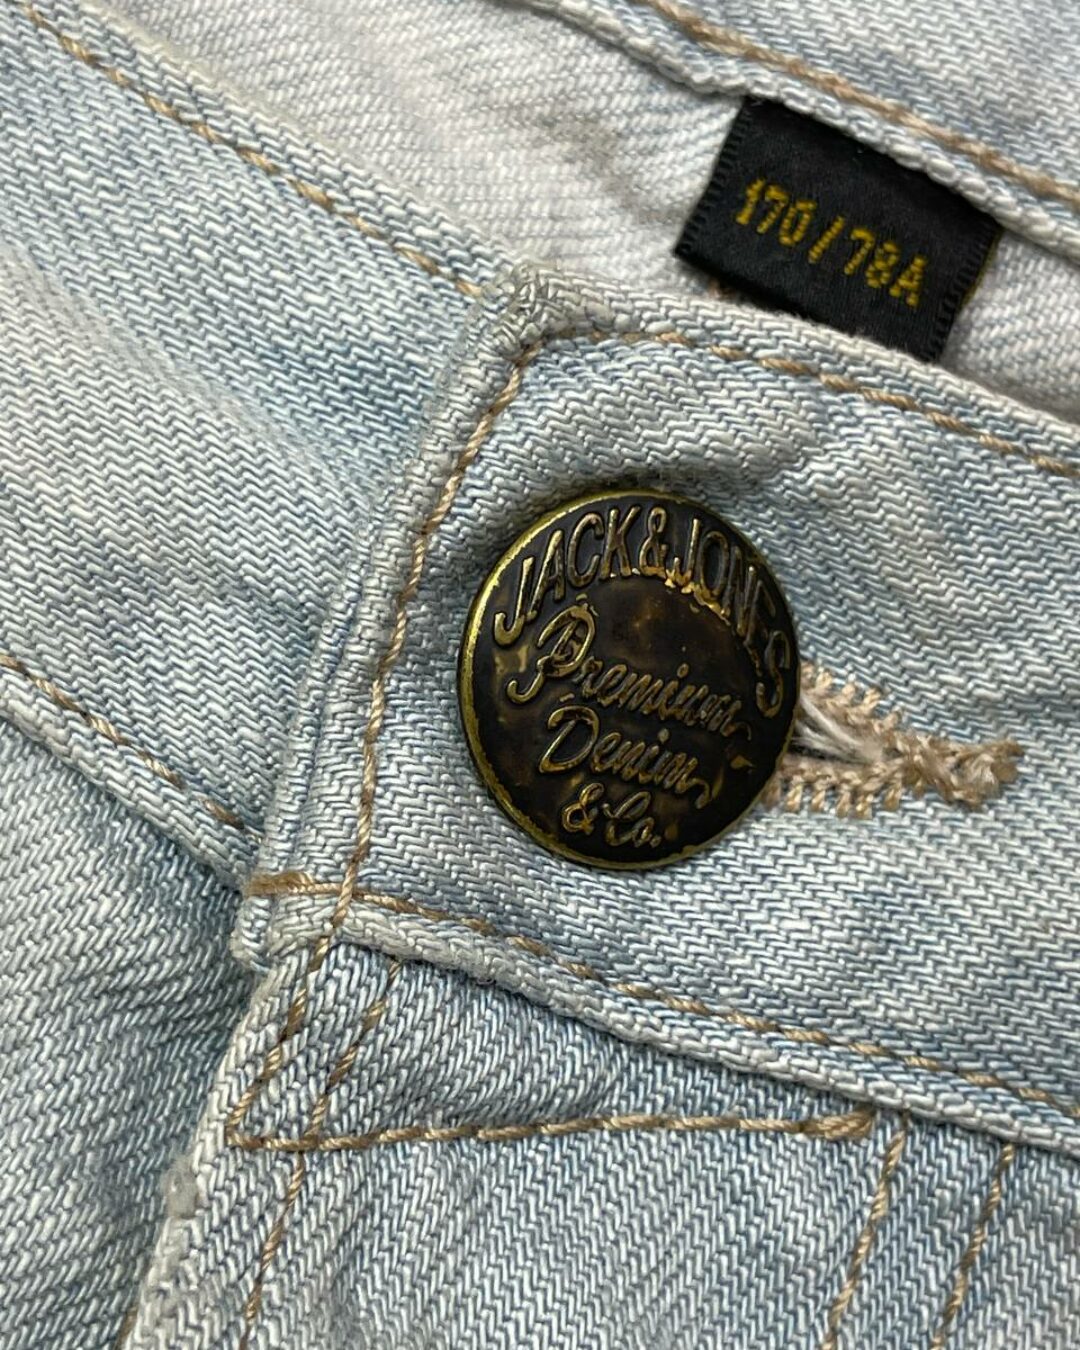 170/78A
JACK&JONES
Premium
Denim
& Co.